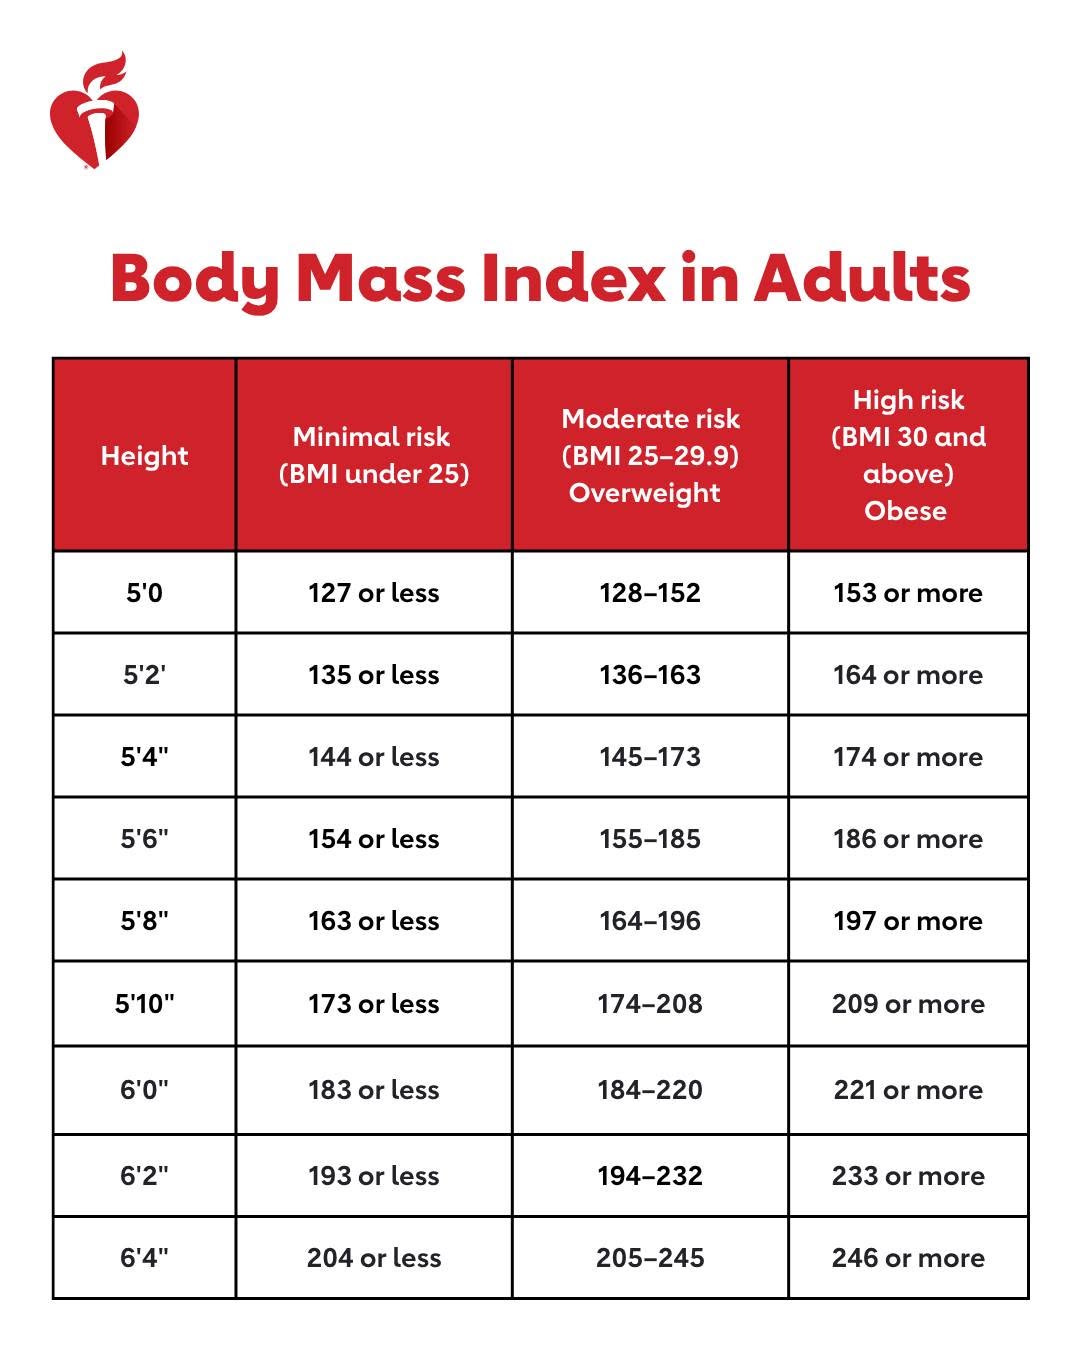 Body Mass Index in Adults
Height
Minimal risk
(BMI under 25)
Moderate risk
(BMI 25–29.9)
Overweight
High risk
(BMI 30 and
above)
Obese
5'0 127 or less 128–152 153 or more
5'2' 135 or less 136–163 164 or more
5'4" 144 or less 145–173 174 or more
5'6" 154 or less 155–185 186 or more
5'8" 163 or less 164–196 197 or more
5'10" 173 or less 174–208 209 or more
6'0" 183 or less 184–220 221 or more
6'2" 193 or less 194–232 233 or more
6'4" 204 or less 205–245 246 or more